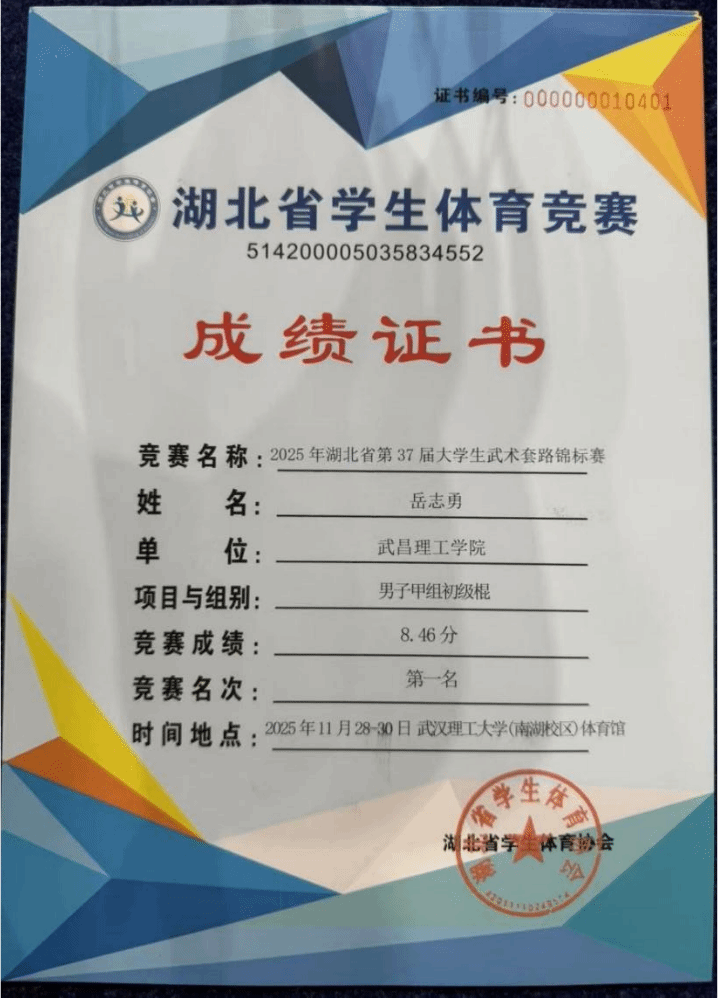 证书编号：000000010401
湖北省学生体育竞赛
514200005035834552
成绩证书
竞赛名称：2025年湖北省第37届大学生武术套路锦标赛
姓名：岳志勇
单位：武昌理工学院
项目与组别：男子甲组初级棍
竞赛成绩：8.46分
竞赛名次：第一名
时间地点：2025年11月28-30日 武汉理工大学(南湖校区)体育馆
湖北省学生体育协会